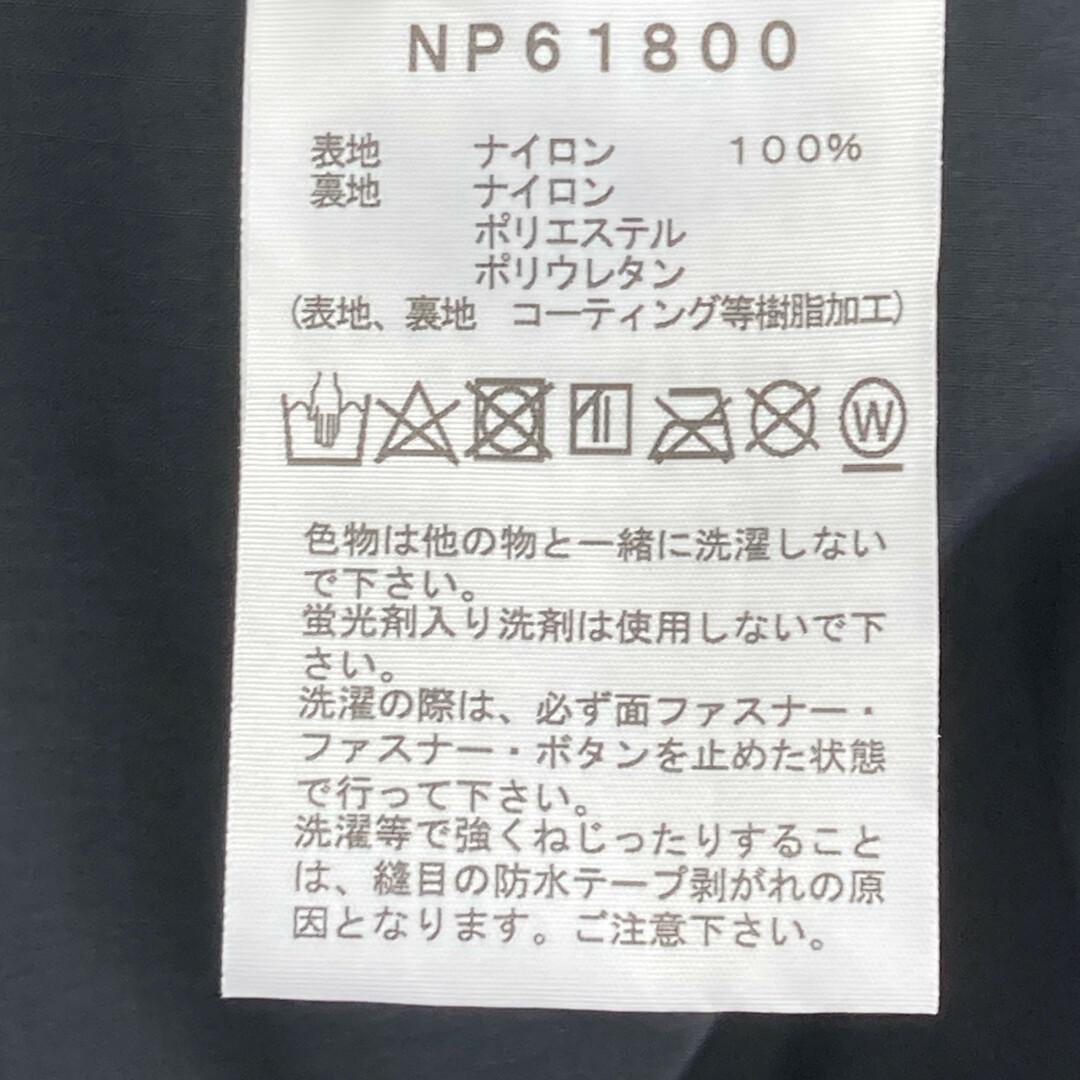 NP61800
表地 ナイロン 100%
裏地 ナイロン
ポリエステル
ポリウレタン
(表地、裏地 コーティング等樹脂加工)
W
色物は他の物と一緒に洗濯しない
で下さい。
蛍光剤入り洗剤は使用しないで下
さい。
洗濯の際は、必ず面ファスナー・
ファスナー・ボタンを止めた状態
で行って下さい。
洗濯等で強くねじったりすること
は、縫目の防水テープ剥がれの原
因となります。ご注意下さい。